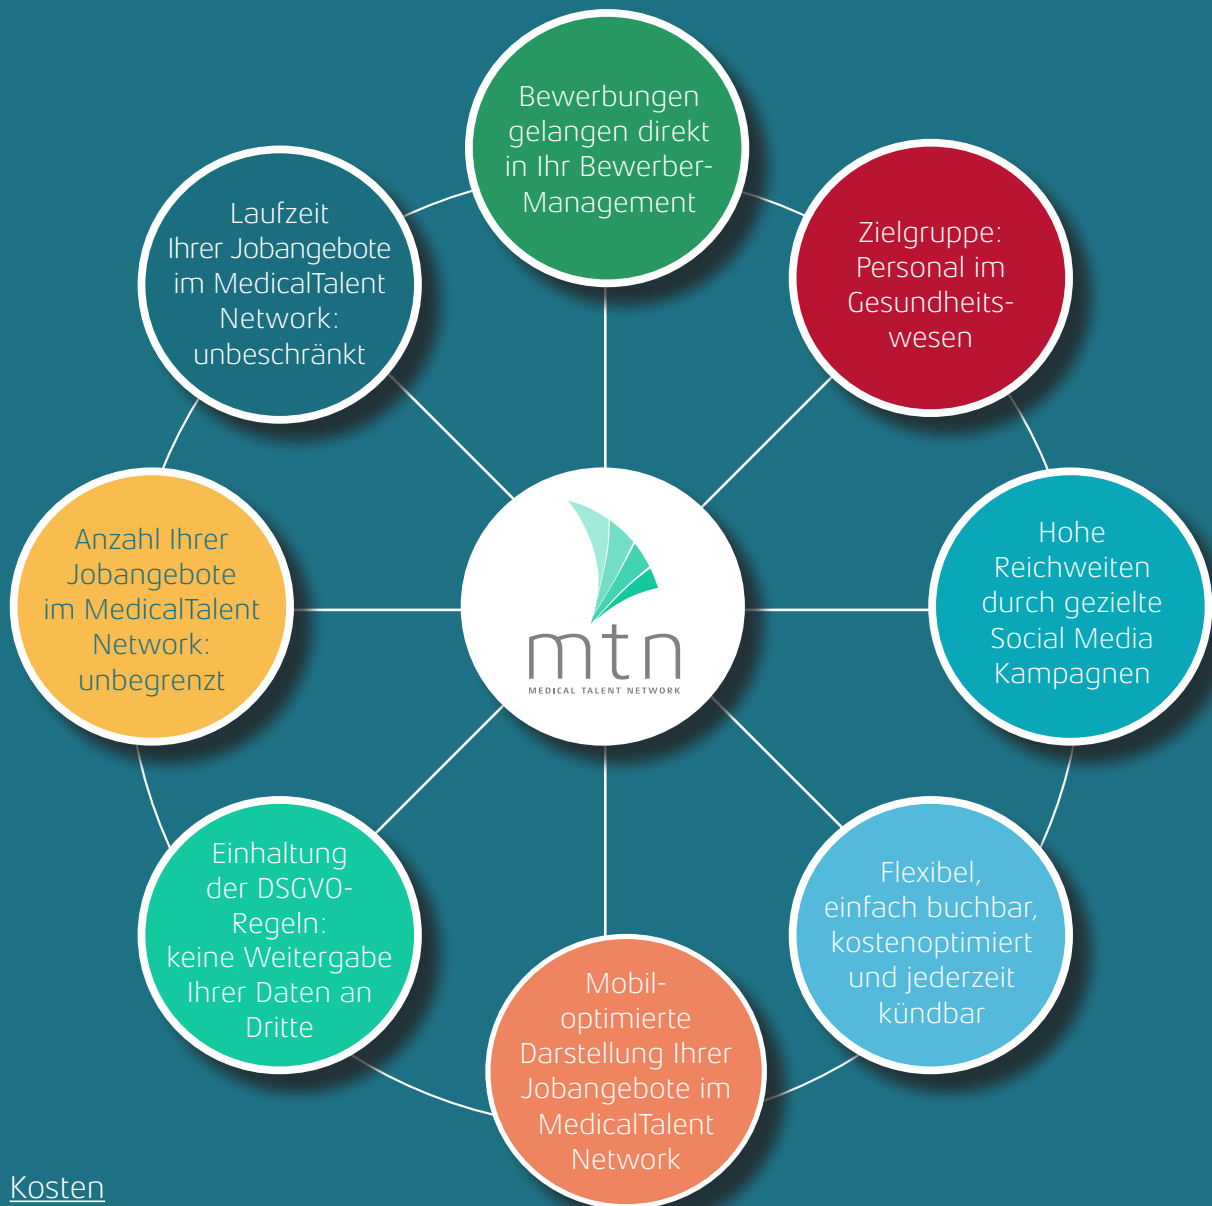 Bewerbungen
gelangen direkt
in Ihr Bewerber-
Management
Zielgruppe:
Personal im
Gesundheits-
wesen
Hohe
Reichweiten
durch gezielte
Social Media
Kampagnen
Flexibel,
einfach buchbar,
kostenoptimiert
und jederzeit
kündbar
Mobil-
optimierte
Darstellung Ihrer
Jobangebote im
MedicalTalent
Network
Einhaltung
der DSGVO-
Regeln:
keine Weitergabe
Ihrer Daten an
Dritte
Anzahl Ihrer
Jobangebote
im MedicalTalent
Network:
unbegrenzt
Laufzeit
Ihrer Jobangebote
im MedicalTalent
Network:
unbeschränkt
mtn
MEDICAL TALENT NETWORK
Kosten